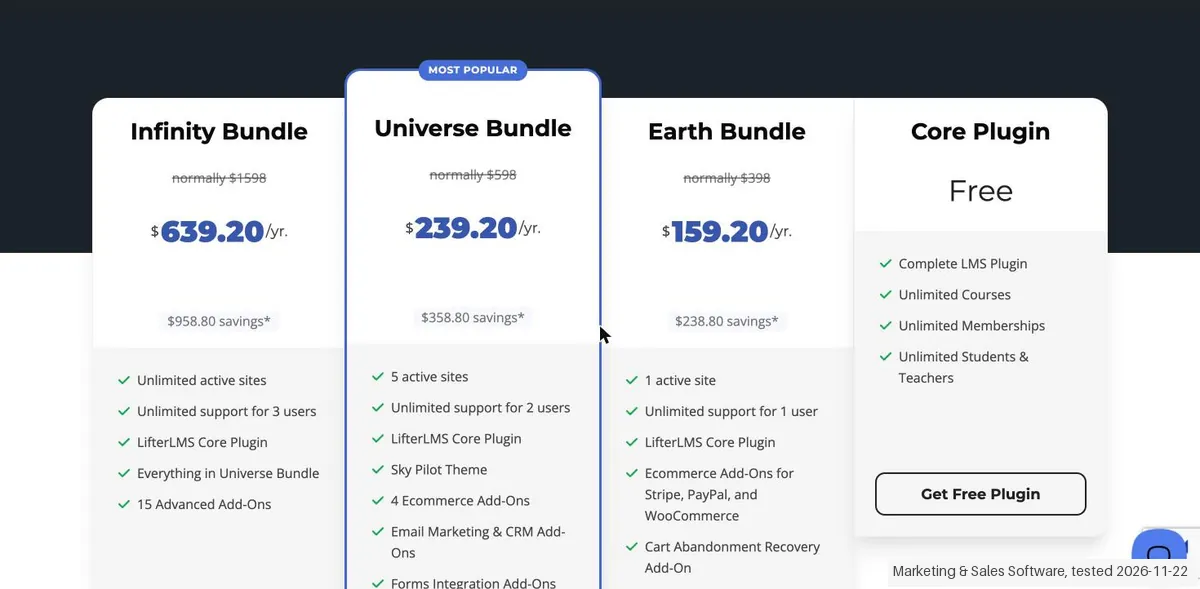 Infinity Bundle
normally $1598
$639.20/yr.
$958.80 savings*
Unlimited active sites
Unlimited support for 3 users
LifterLMS Core Plugin
Everything in Universe Bundle
15 Advanced Add-Ons
MOST POPULAR
Universe Bundle
normally $598
$239.20/yr.
$358.80 savings*
5 active sites
Unlimited support for 2 users
LifterLMS Core Plugin
Sky Pilot Theme
4 Ecommerce Add-Ons
Email Marketing & CRM Add-
Ons
Forms Integration Add-Ons
Earth Bundle
normally $398
$159.20/yr.
$238.80 savings*
1 active site
Unlimited support for 1 user
LifterLMS Core Plugin
Ecommerce Add-Ons for
Stripe, PayPal, and
WooCommerce
Cart Abandonment Recovery
Add-On
Core Plugin
Free
Complete LMS Plugin
Unlimited Courses
Unlimited Memberships
Unlimited Students &
Teachers
Get Free Plugin
Marketing & Sales Software, tested 2026-11-22